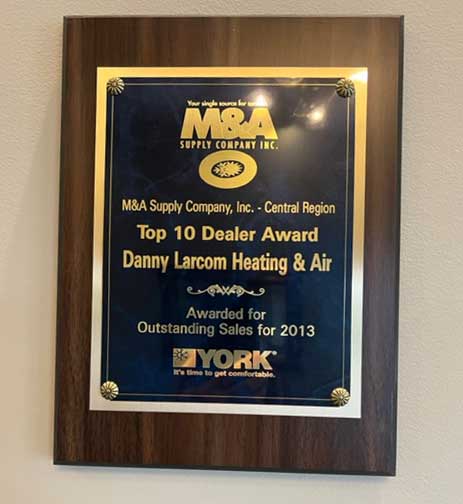 Your single source for
M&A
SUPPLY COMPANY INC.
M&A Supply Company, Inc. - Central Region
Top 10 Dealer Award
Danny Larcom Heating & Air
Awarded for
Outstanding Sales for 2013
YORK®
It's time to get comfortable.